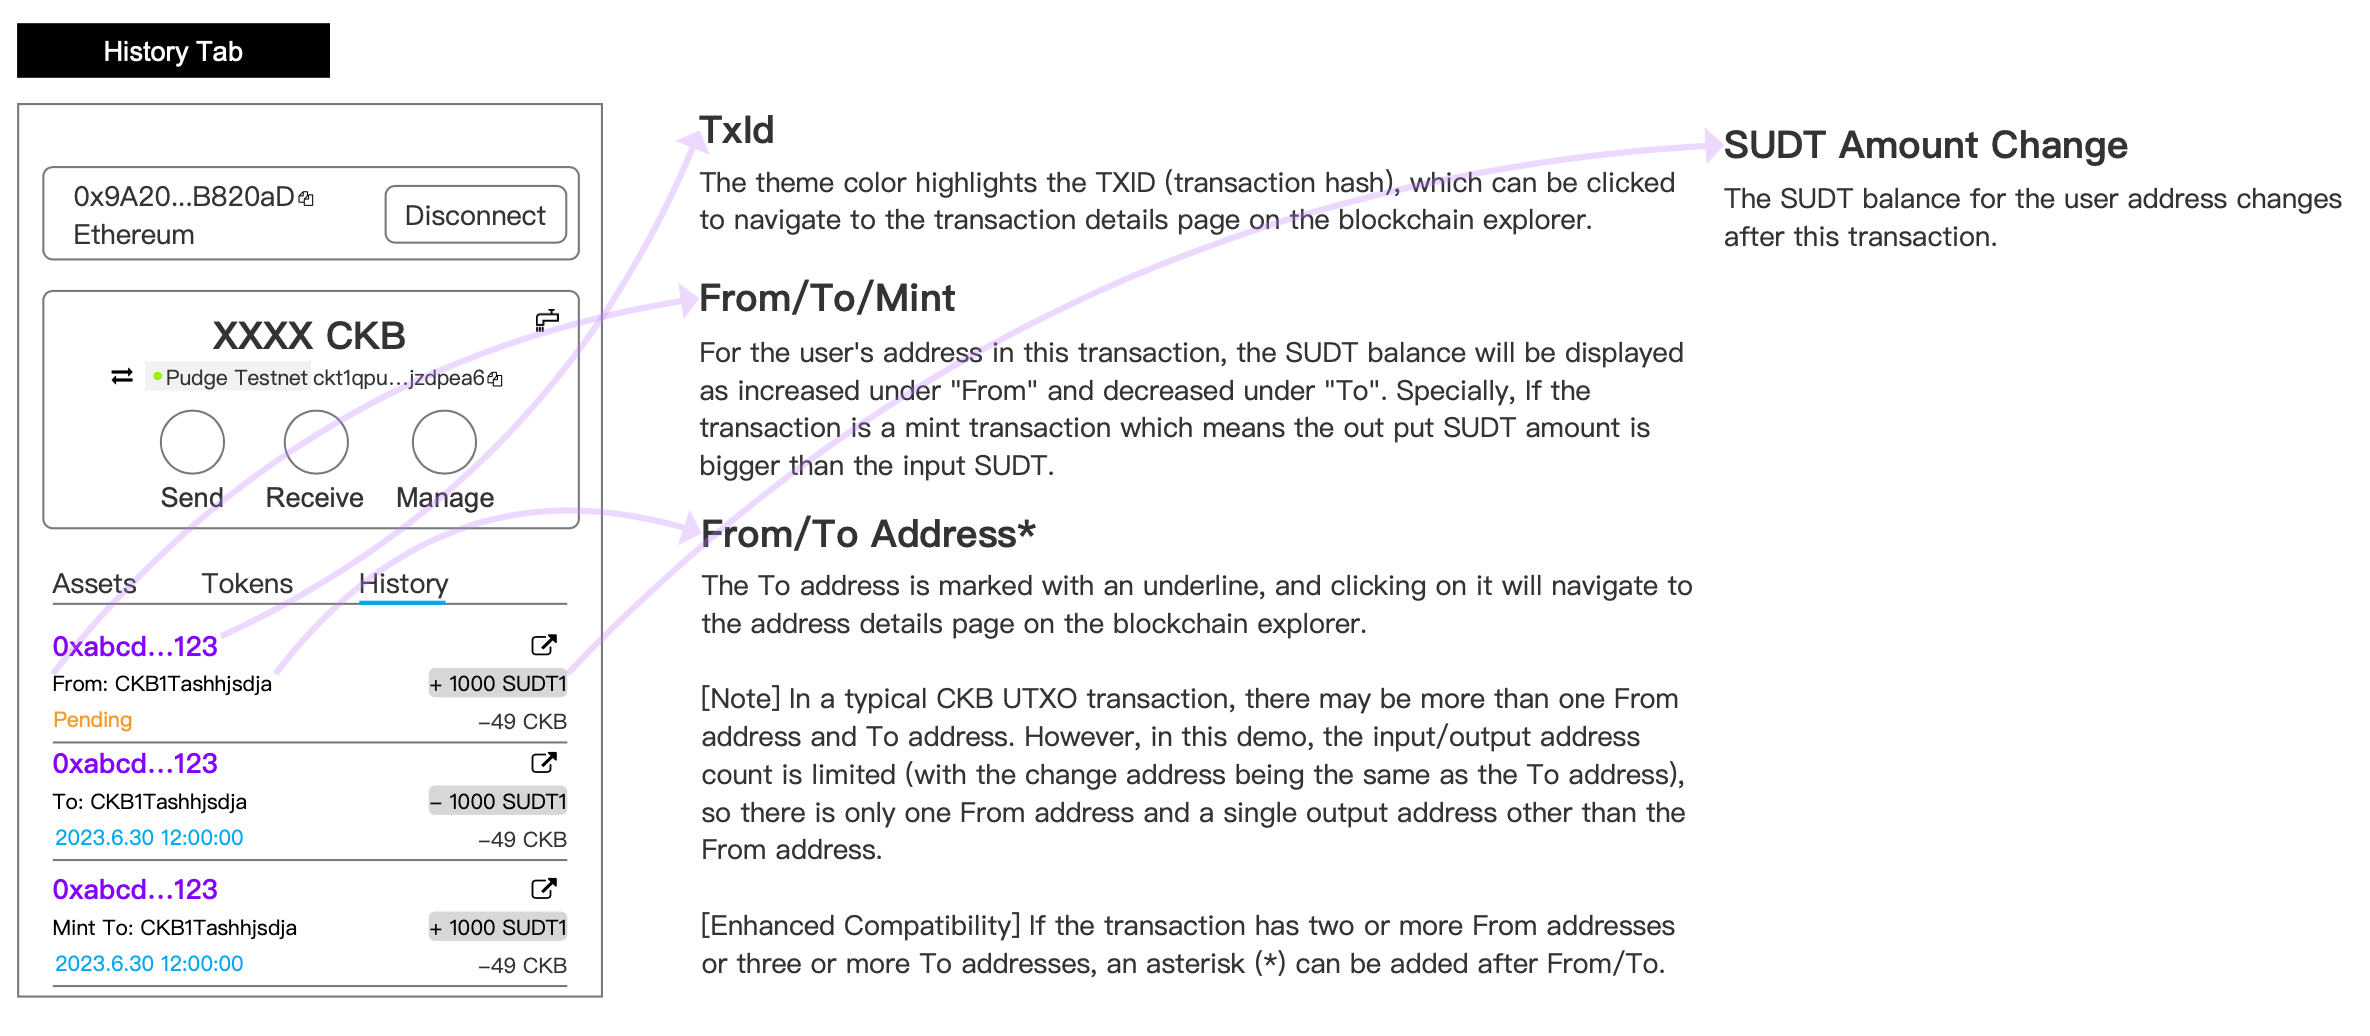 History Tab
0x9A20...B820aD
Ethereum
Disconnect
XXXX CKB
Pudge Testnet ckt1qpu...jzdpea6
Send Receive Manage
Assets Tokens History
0xabcd...123
From: CKB1Tashhjsdja + 1000 SUDT1
Pending −49 CKB
0xabcd...123
To: CKB1Tashhjsdja − 1000 SUDT1
2023.6.30 12:00:00 −49 CKB
0xabcd...123
Mint To: CKB1Tashhjsdja + 1000 SUDT1
2023.6.30 12:00:00 −49 CKB
TxId
The theme color highlights the TXID (transaction hash), which can be clicked
to navigate to the transaction details page on the blockchain explorer.
From/To/Mint
For the user's address in this transaction, the SUDT balance will be displayed
as increased under "From" and decreased under "To". Specially, If the
transaction is a mint transaction which means the out put SUDT amount is
bigger than the input SUDT.
From/To Address*
The To address is marked with an underline, and clicking on it will navigate to
the address details page on the blockchain explorer.
[Note] In a typical CKB UTXO transaction, there may be more than one From
address and To address. However, in this demo, the input/output address
count is limited (with the change address being the same as the To address),
so there is only one From address and a single output address other than the
From address.
[Enhanced Compatibility] If the transaction has two or more From addresses
or three or more To addresses, an asterisk (*) can be added after From/To.
SUDT Amount Change
The SUDT balance for the user address changes
after this transaction.